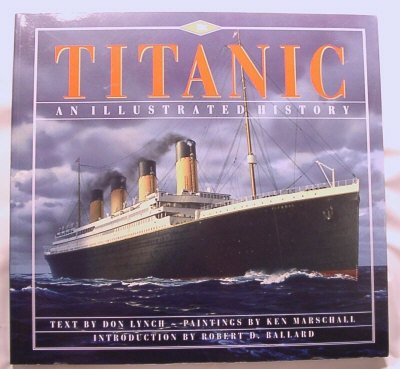 TITANIC
AN ILLUSTRATED HISTORY
TEXT BY DON LYNCH ~ PAINTINGS BY KEN MARSCHALL
INTRODUCTION BY ROBERT D. BALLARD